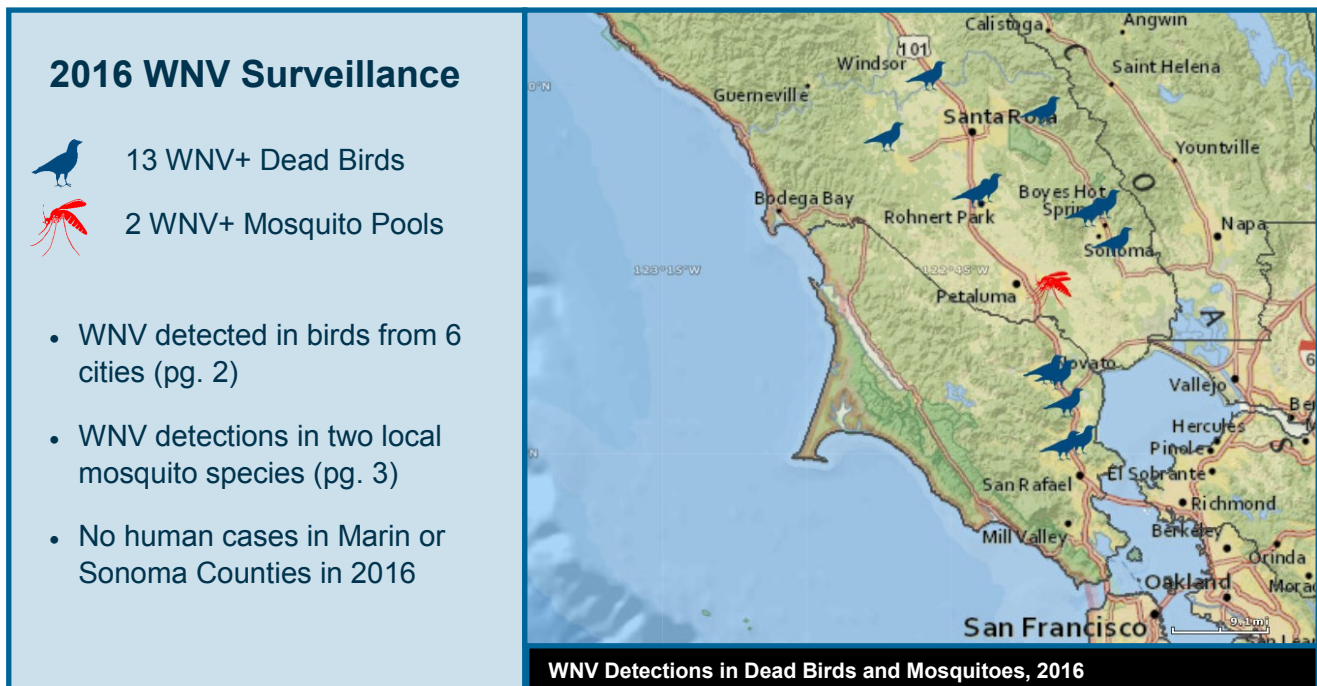 2016 WNV Surveillance
13 WNV+ Dead Birds
2 WNV+ Mosquito Pools
• WNV detected in birds from 6
cities (pg. 2)
• WNV detections in two local
mosquito species (pg. 3)
• No human cases in Marin or
Sonoma Counties in 2016
Calistoga
Angwin
101
Windsor
Saint Helena
Guerneville
Santa Rosa
Yountville
Bodega Bay
Rohnert Park
Boyes Hot
Napa
Sonoma
123°15'W
122°45'W
Petaluma
Vallejo
Hercules
Pinole
El Sobrante
San Rafael
Richmond
Mill Valley
Berkeley
Orinda
Oakland
San Francisco
9.1mi
WNV Detections in Dead Birds and Mosquitoes, 2016